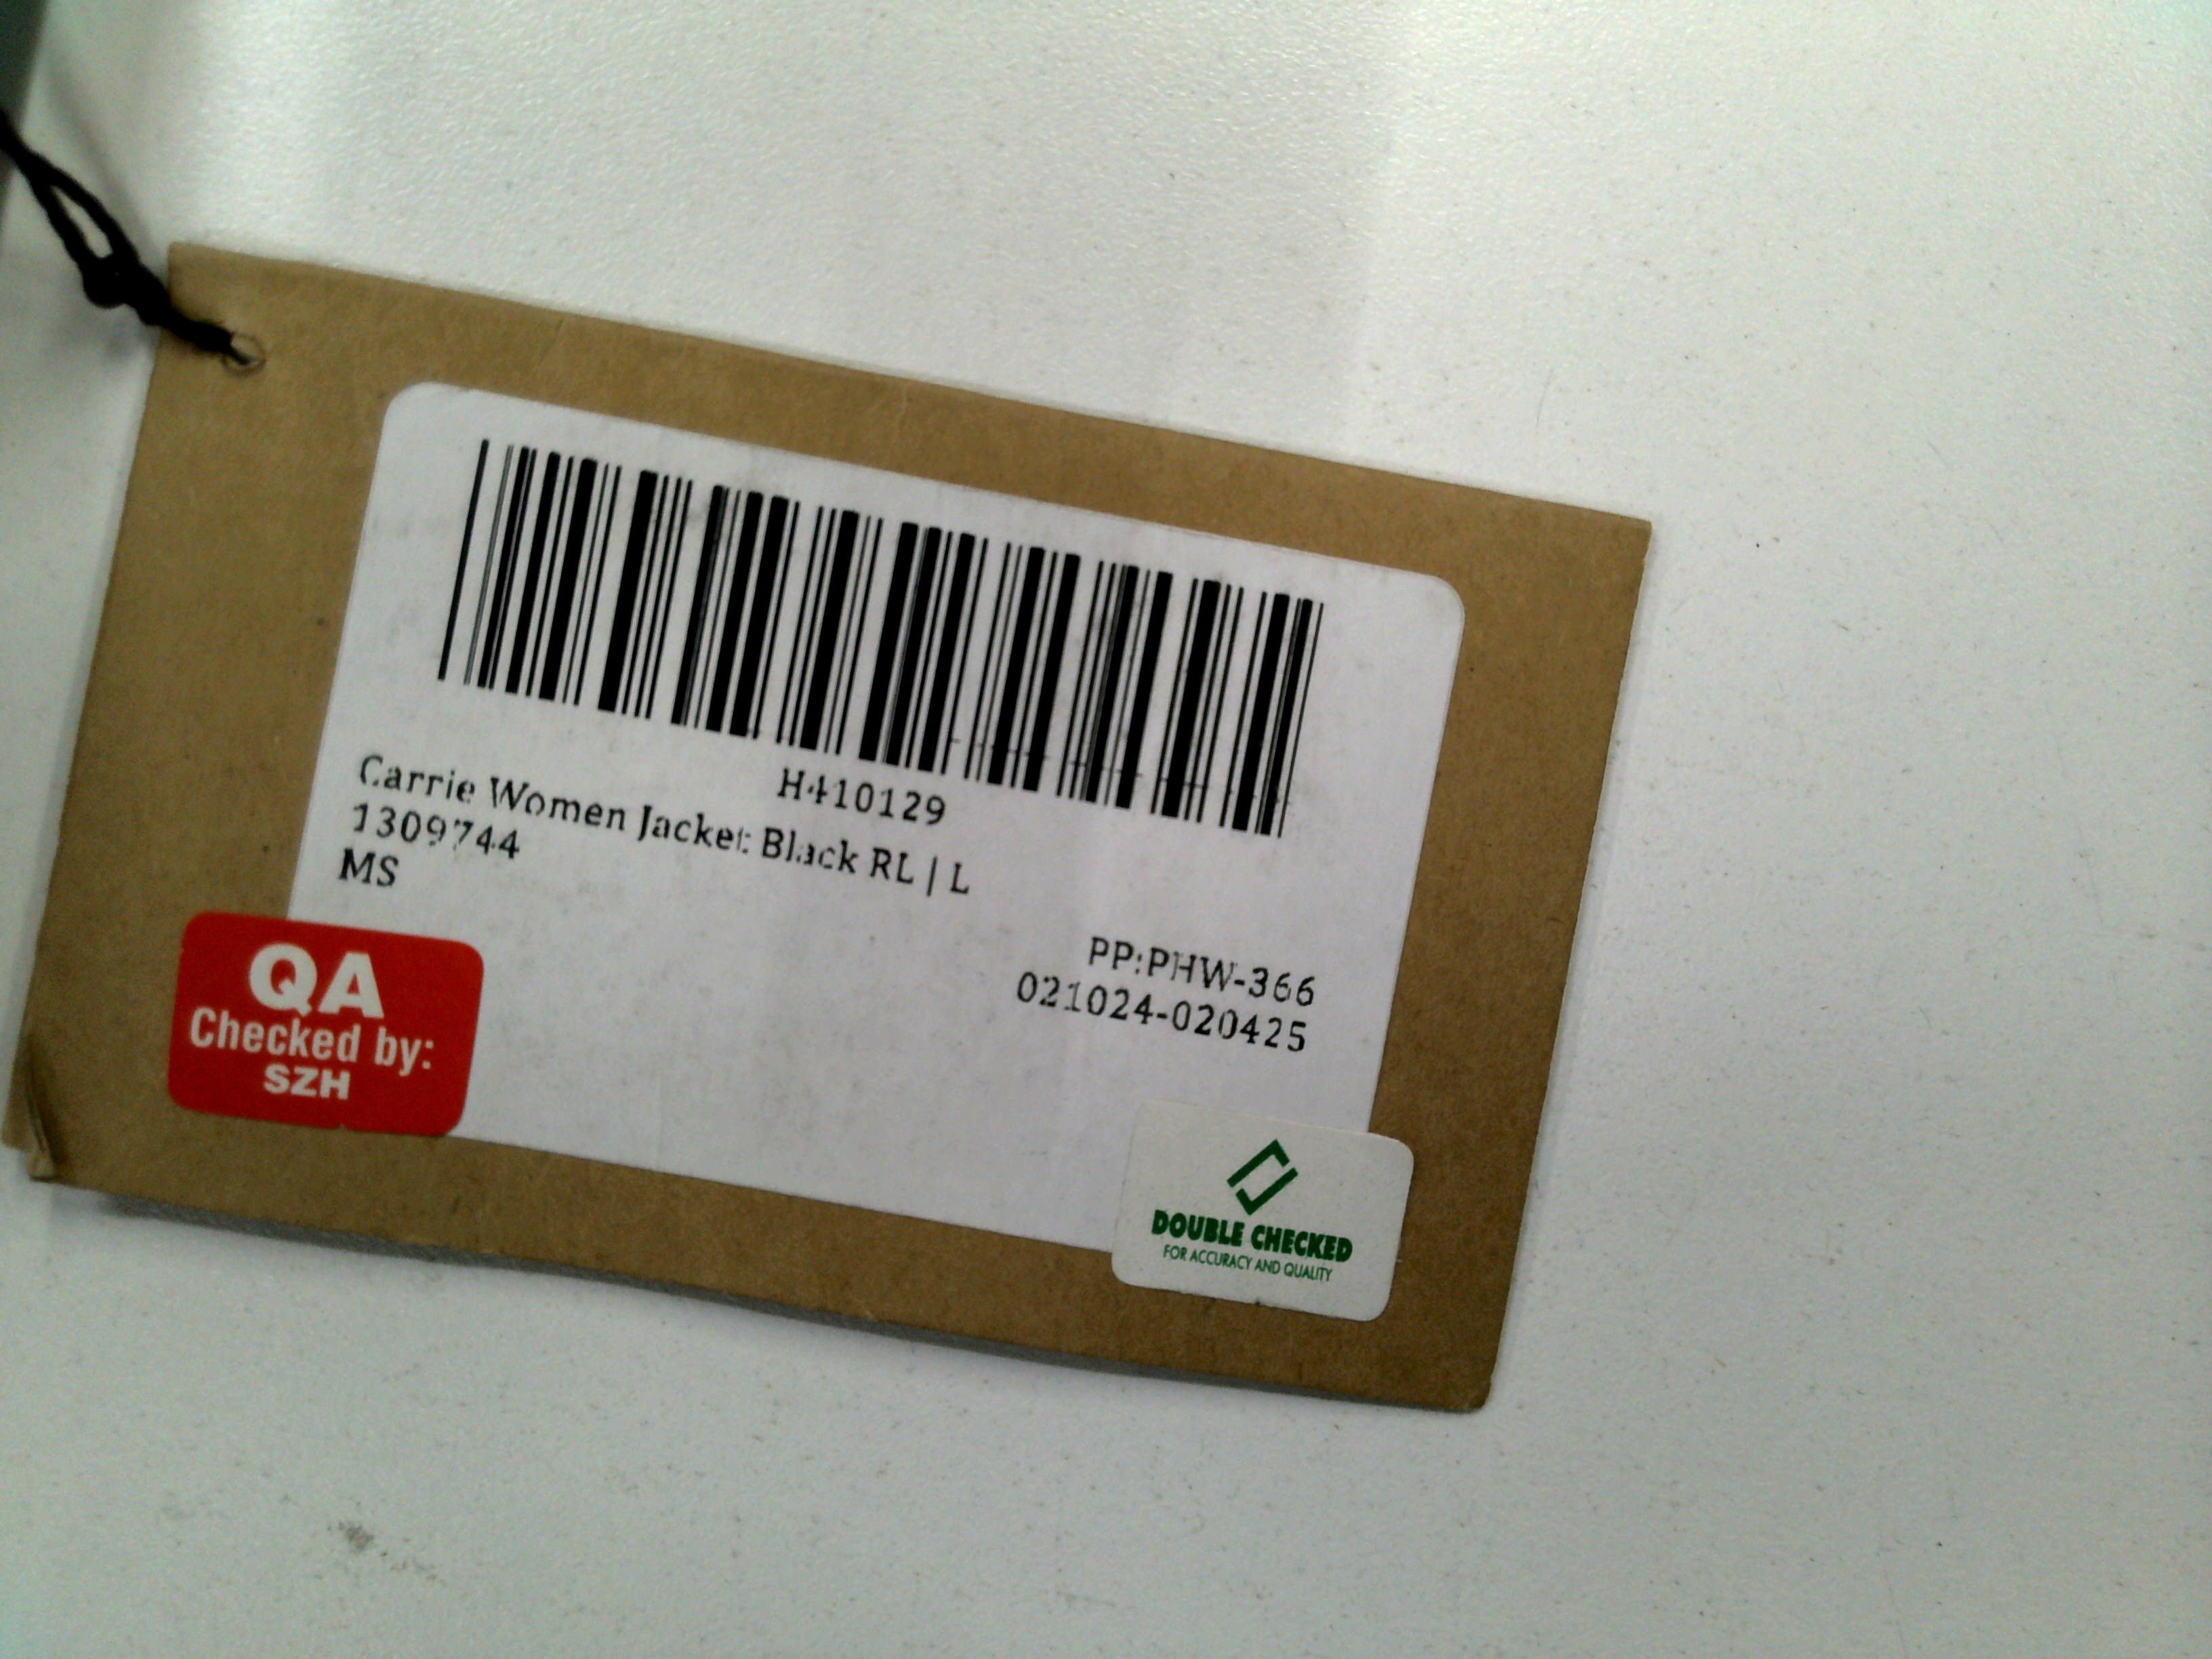 H410129
Carrie Women Jacket Black RL | L
1309744
MS
PP:PHW-366
021024-020425
QA
Checked by:
SZH
DOUBLE CHECKED
FOR ACCURACY AND QUALITY